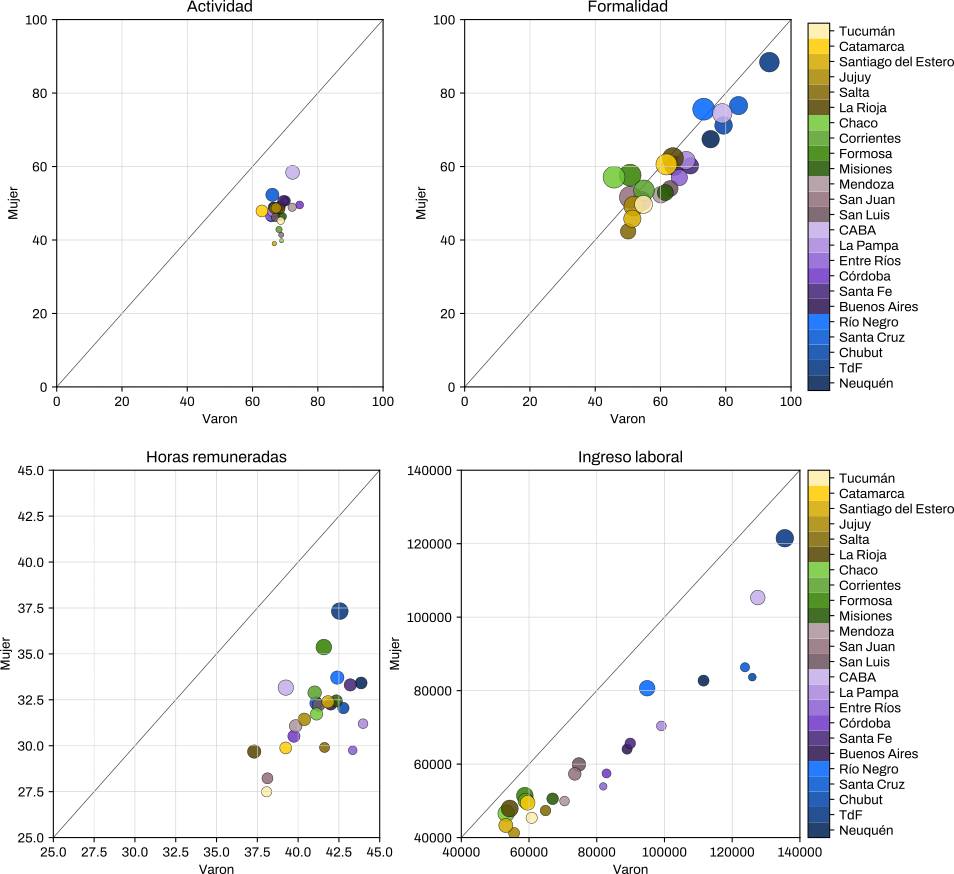 Actividad
100
80
60
40
20
0
Mujer
0 20 40 60 80 100
Varon
Formalidad
100
80
60
40
20
0
Mujer
0 20 40 60 80 100
Varon
Tucumán
Catamarca
Santiago del Estero
Jujuy
Salta
La Rioja
Chaco
Corrientes
Formosa
Misiones
Mendoza
San Juan
San Luis
CABA
La Pampa
Entre Ríos
Córdoba
Santa Fe
Buenos Aires
Río Negro
Santa Cruz
Chubut
TdF
Neuquén
Horas remuneradas
45.0
42.5
40.0
37.5
35.0
32.5
30.0
27.5
25.0
Mujer
25.0 27.5 30.0 32.5 35.0 37.5 40.0 42.5 45.0
Varon
Ingreso laboral
140000
120000
100000
80000
60000
40000
Mujer
40000 60000 80000 100000 120000 140000
Varon
Tucumán
Catamarca
Santiago del Estero
Jujuy
Salta
La Rioja
Chaco
Corrientes
Formosa
Misiones
Mendoza
San Juan
San Luis
CABA
La Pampa
Entre Ríos
Córdoba
Santa Fe
Buenos Aires
Río Negro
Santa Cruz
Chubut
TdF
Neuquén